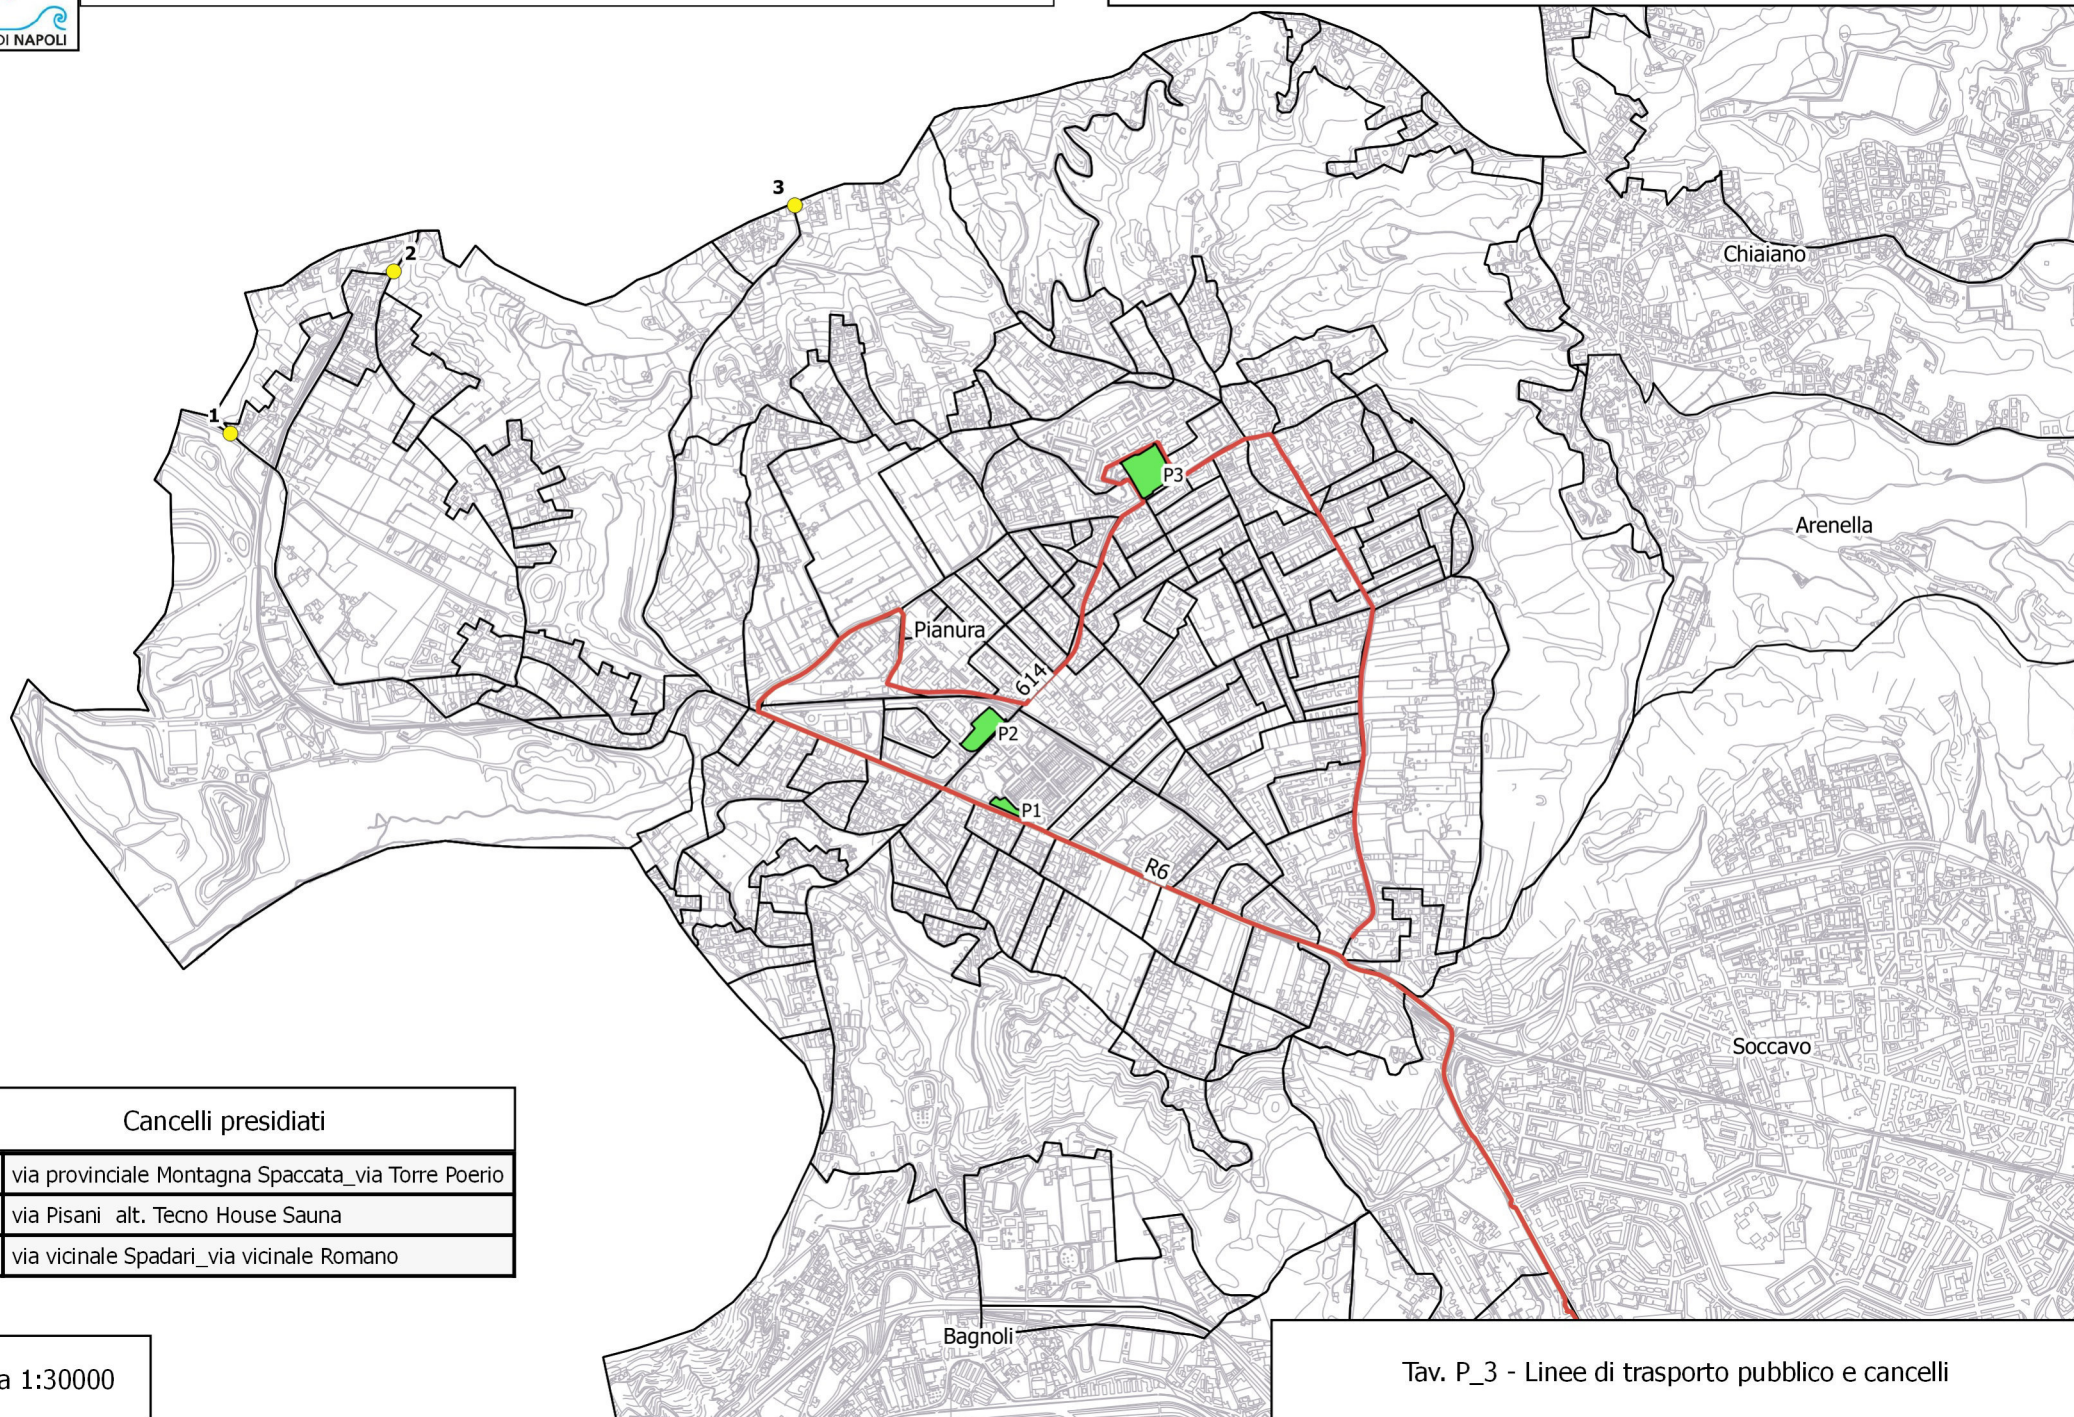 DI NAPOLI
3
2
Chiaiano
1
P3
Arenella
Pianura
614
P2
P1
R6
Soccavo
Cancelli presidiati
via provinciale Montagna Spaccata_via Torre Poerio
via Pisani alt. Tecno House Sauna
via vicinale Spadari_via vicinale Romano
Bagnoli
a 1:30000
Tav. P_3 - Linee di trasporto pubblico e cancelli